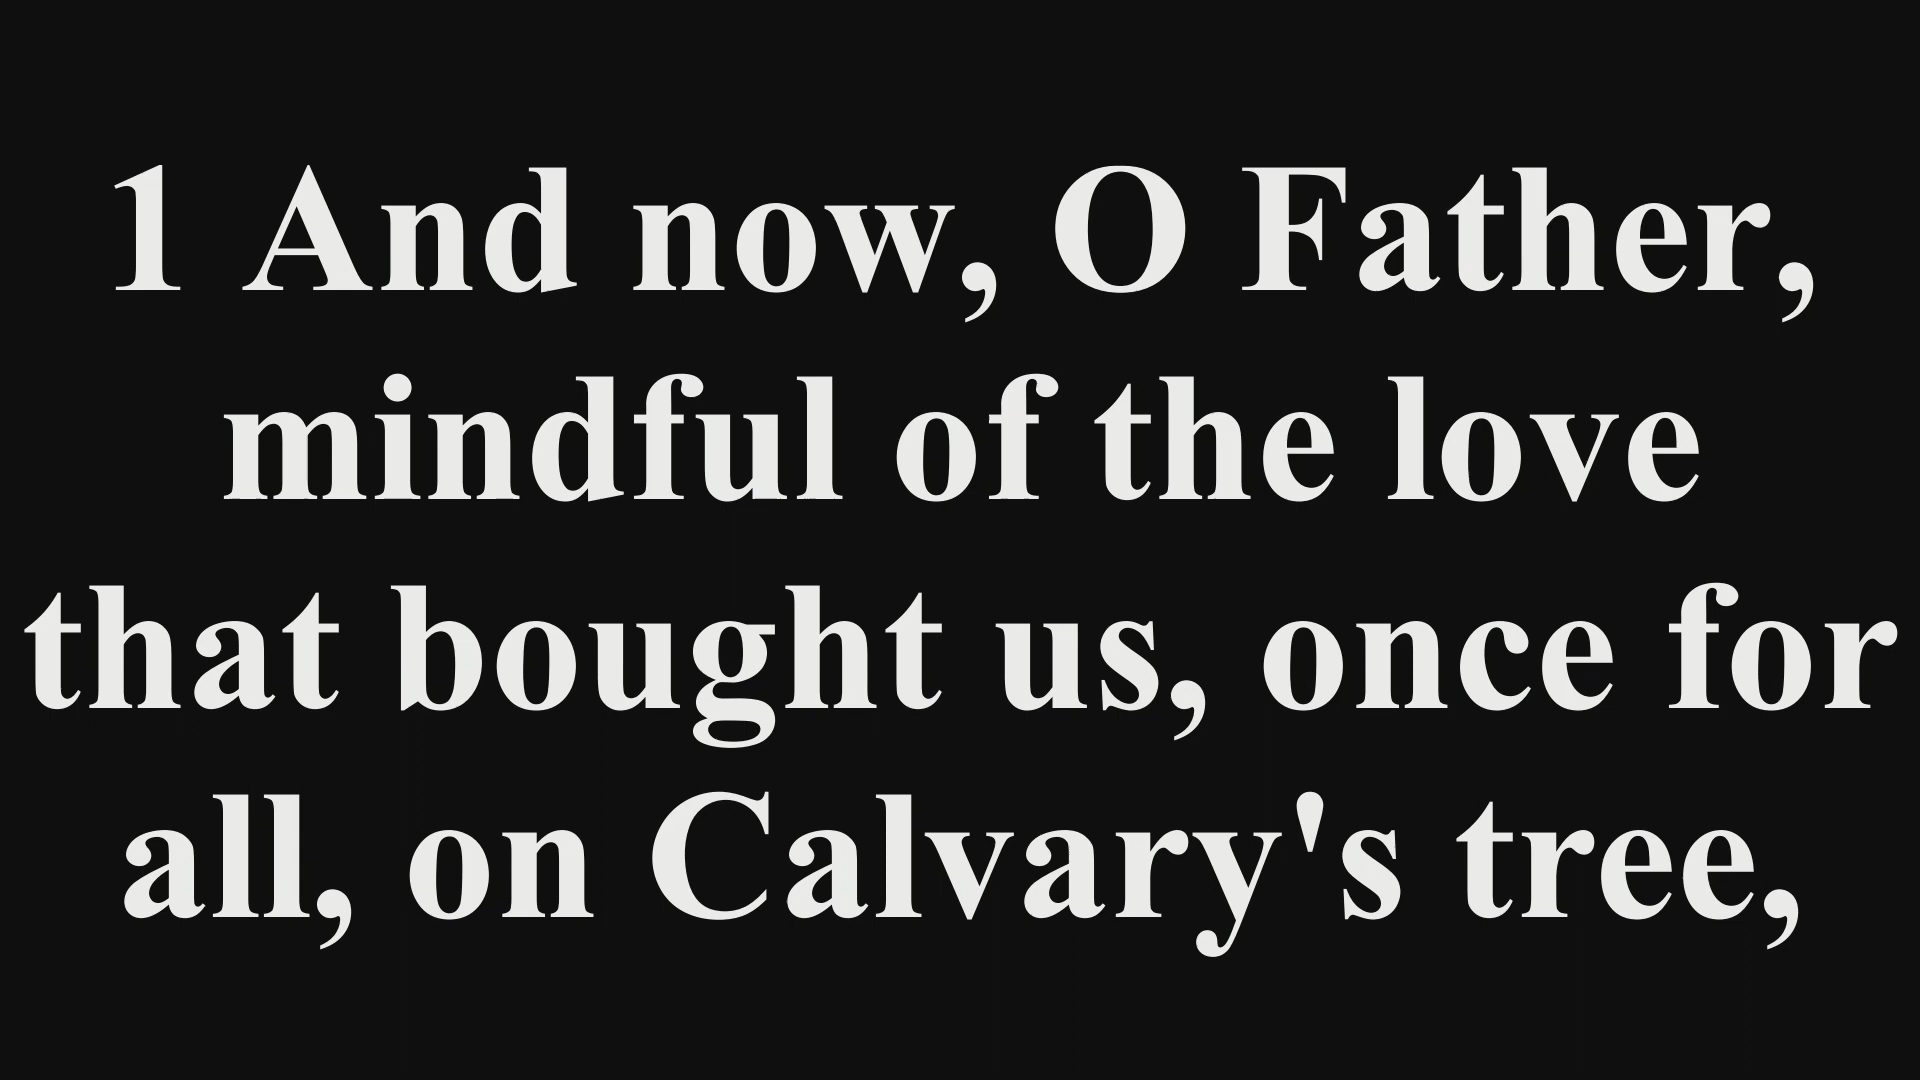 1 And now, O Father,
mindful of the love
that bought us, once for
all, on Calvary's tree,